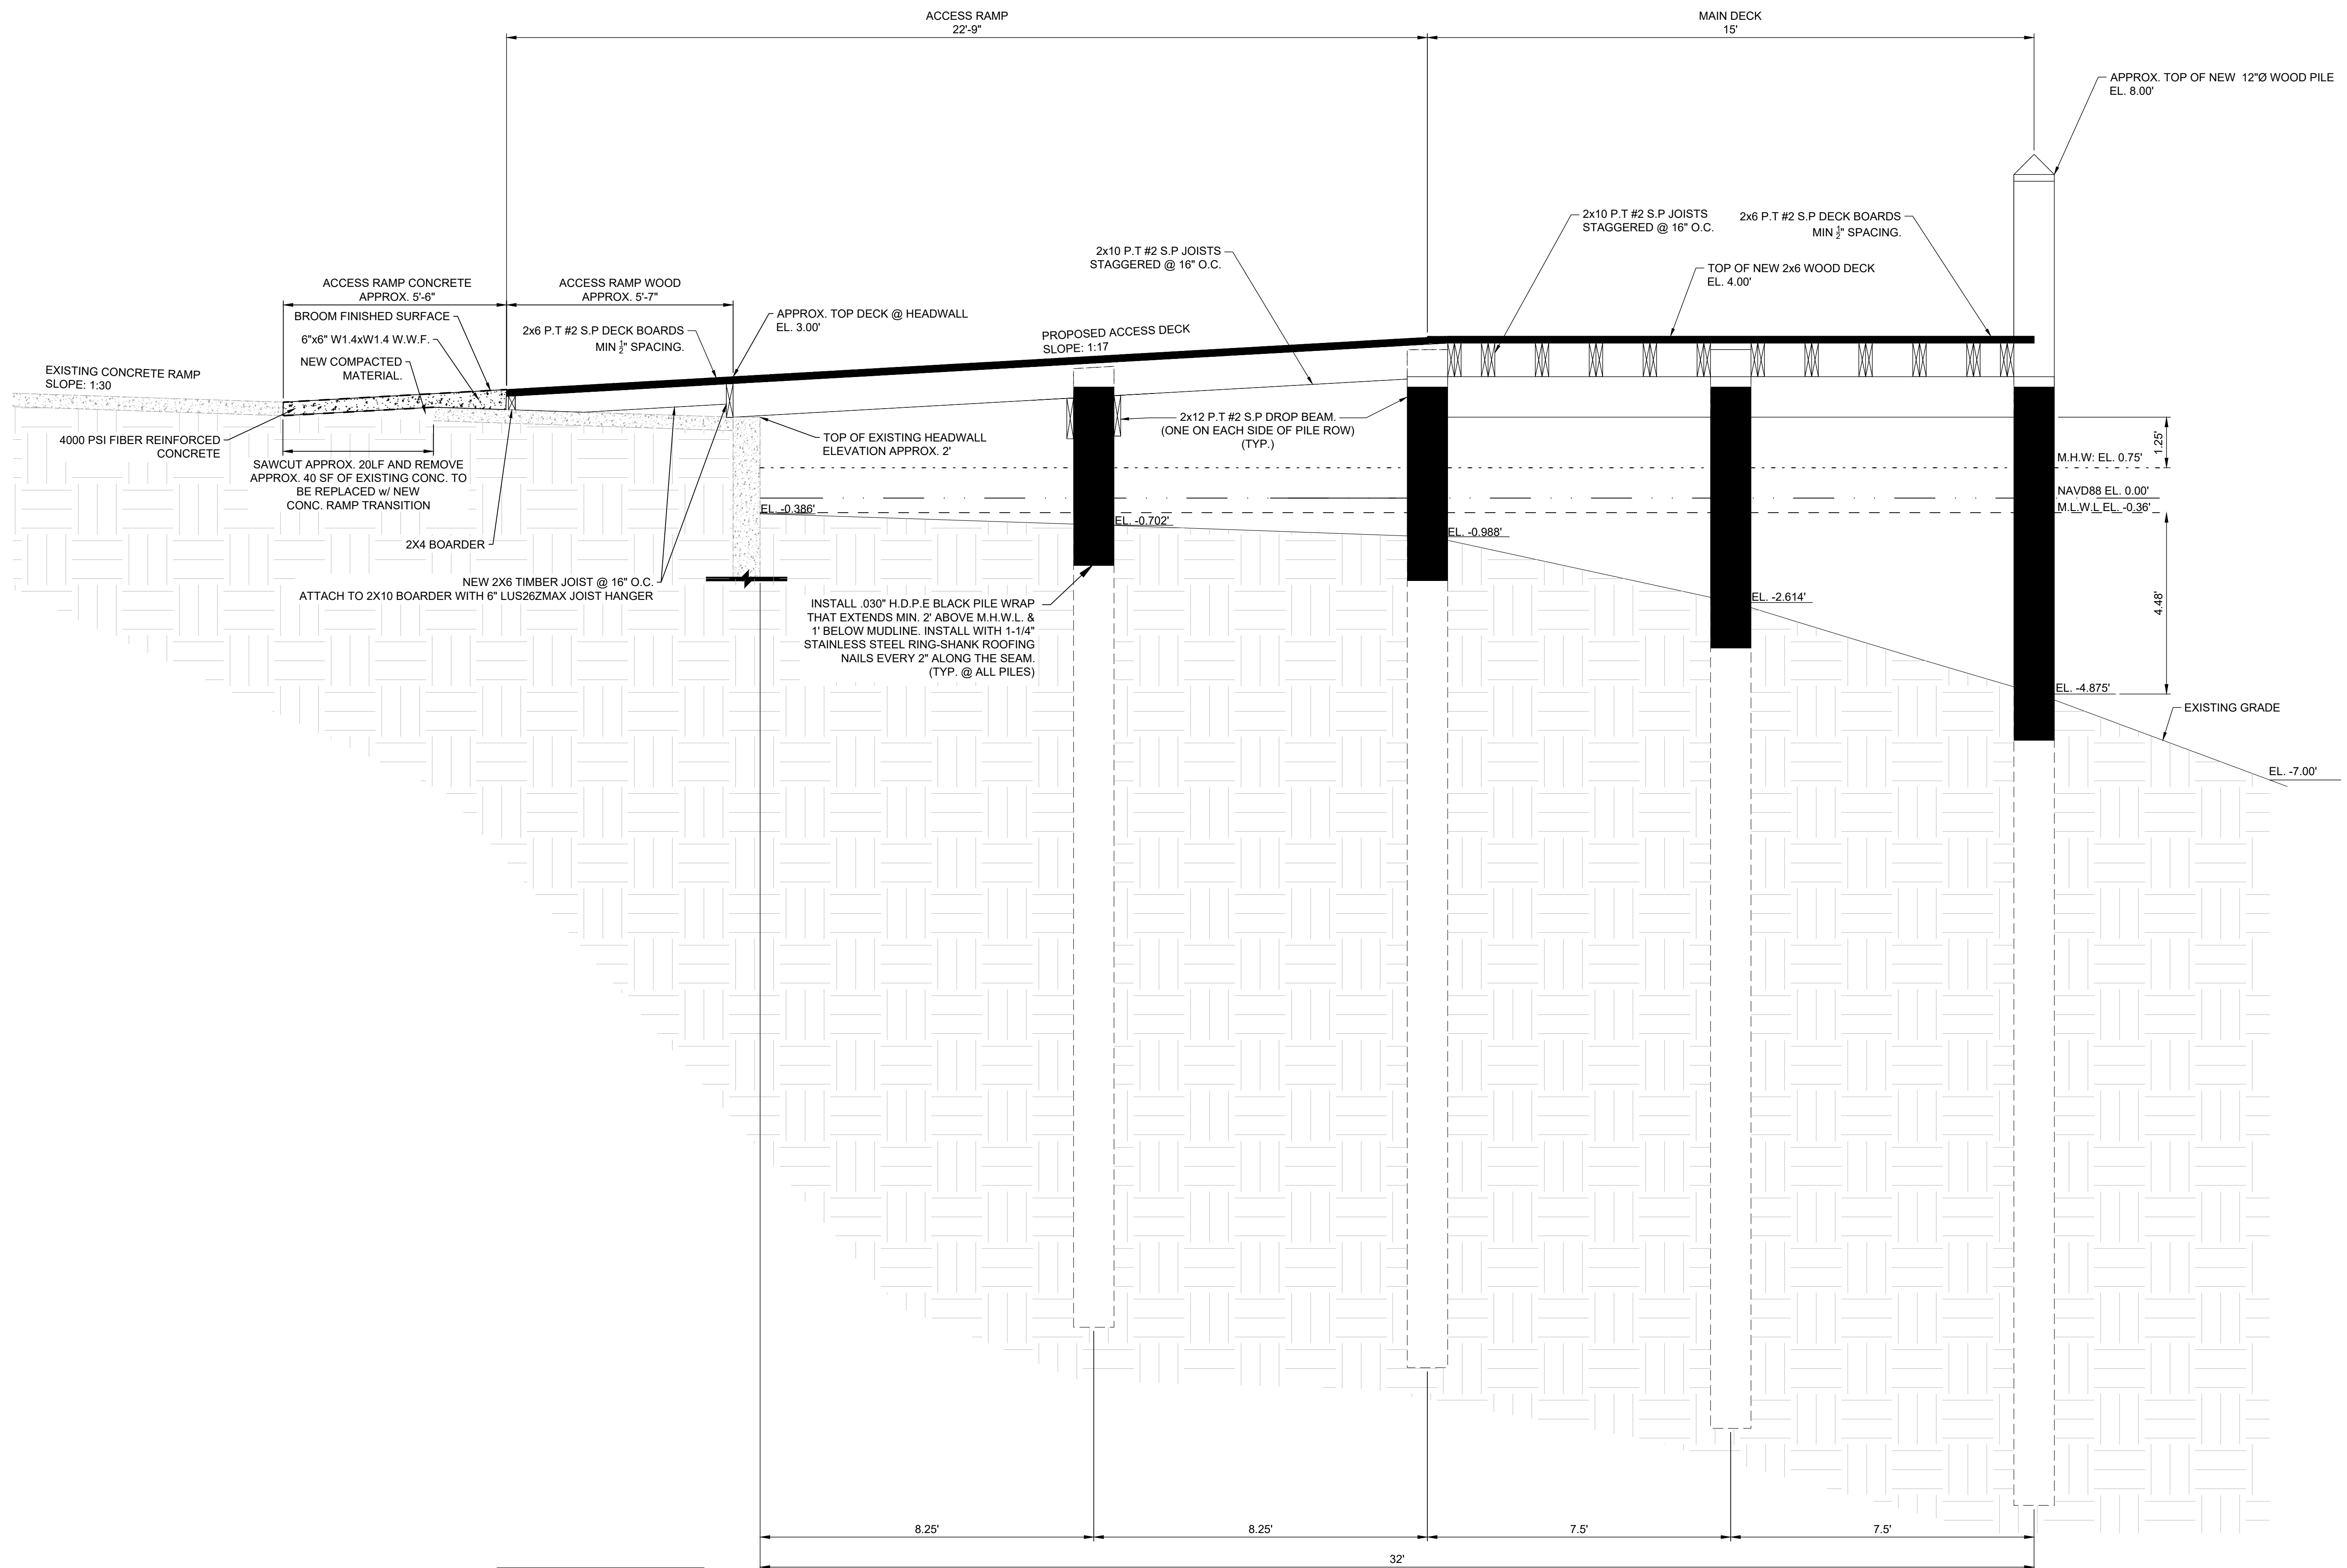 ACCESS RAMP
22'-9"
MAIN DECK
15'
APPROX. TOP OF NEW  12"Ø WOOD PILE
EL. 8.00'
2x10 P.T #2 S.P JOISTS
STAGGERED @ 16" O.C.
2x6 P.T #2 S.P DECK BOARDS
MIN ½" SPACING.
2x10 P.T #2 S.P JOISTS
STAGGERED @ 16" O.C.
TOP OF NEW 2x6 WOOD DECK
EL. 4.00'
ACCESS RAMP CONCRETE
APPROX. 5'-6"
ACCESS RAMP WOOD
APPROX. 5'-7"
BROOM FINISHED SURFACE
6"x6" W1.4xW1.4 W.W.F.
NEW COMPACTED
MATERIAL.
2x6 P.T #2 S.P DECK BOARDS
MIN ½" SPACING.
APPROX. TOP DECK @ HEADWALL
EL. 3.00'
PROPOSED ACCESS DECK
SLOPE: 1:17
EXISTING CONCRETE RAMP
SLOPE: 1:30
4000 PSI FIBER REINFORCED
CONCRETE
SAWCUT APPROX. 20LF AND REMOVE
APPROX. 40 SF OF EXISTING CONC. TO
BE REPLACED w/ NEW
CONC. RAMP TRANSITION
TOP OF EXISTING HEADWALL
ELEVATION APPROX. 2'
2x12 P.T #2 S.P DROP BEAM.
(ONE ON EACH SIDE OF PILE ROW)
(TYP.)
1.25'
M.H.W: EL. 0.75'
NAVD88 EL. 0.00'
M.L.W.L EL. -0.36'
EL. -0.386'
EL. -0.702'
EL. -0.988'
2X4 BOARDER
NEW 2X6 TIMBER JOIST @ 16" O.C.
ATTACH TO 2X10 BOARDER WITH 6" LUS26ZMAX JOIST HANGER
INSTALL .030" H.D.P.E BLACK PILE WRAP
THAT EXTENDS MIN. 2' ABOVE M.H.W.L. &
1' BELOW MUDLINE. INSTALL WITH 1-1/4"
STAINLESS STEEL RING-SHANK ROOFING
NAILS EVERY 2" ALONG THE SEAM.
(TYP. @ ALL PILES)
EL. -2.614'
4.48'
EL. -4.875'
EXISTING GRADE
EL. -7.00'
8.25'
8.25'
7.5'
7.5'
32'